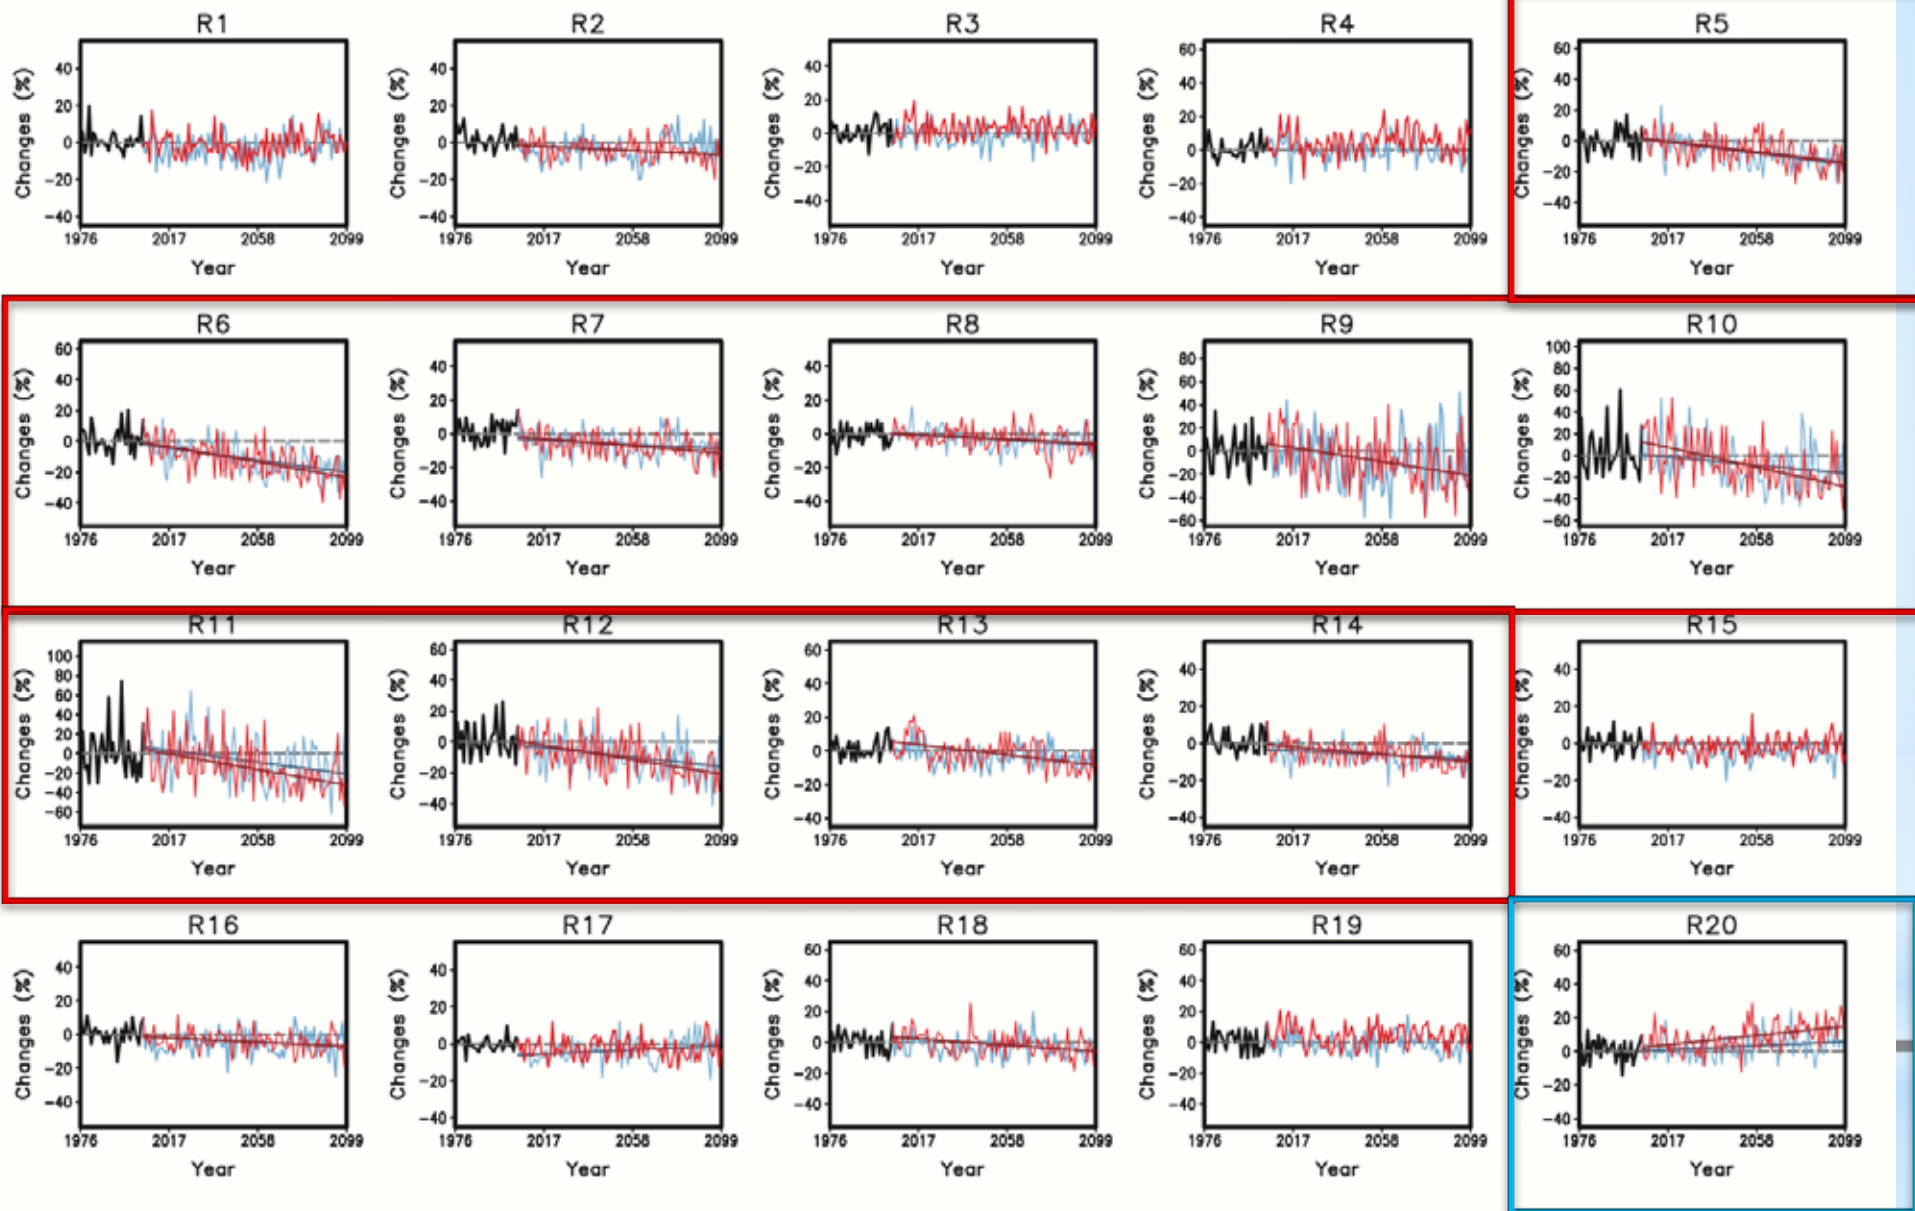 R1 R2 R3 R4 R5
Changes (%) 40 20 0 −20 −40 Changes (%) 40 20 0 −20 −40 Changes (%) 40 20 0 −20 −40 Changes (%) 60 40 20 0 −20 −40 Changes (%) 60 40 20 0 −20 −40
1976 2017 2058 2099 1976 2017 2058 2099 1976 2017 2058 2099 1976 2017 2058 2099 1976 2017 2058 2099
Year Year Year Year Year
R6 R7 R8 R9 R10
Changes (%) 60 40 20 0 −20 −40 Changes (%) 40 20 0 −20 −40 Changes (%) 40 20 0 −20 −40 Changes (%) 80 60 40 20 0 −20 −40 −60 Changes (%) 100 80 60 40 20 0 −20 −40 −60
1976 2017 2058 2099 1976 2017 2058 2099 1976 2017 2058 2099 1976 2017 2058 2099 1976 2017 2058 2099
Year Year Year Year Year
R11 R12 R13 R14 R15
Changes (%) 100 80 60 40 20 0 −20 −40 −60 Changes (%) 60 40 20 0 −20 −40 Changes (%) 60 40 20 0 −20 −40 Changes (%) 40 20 0 −20 −40 Changes (%) 40 20 0 −20 −40
1976 2017 2058 2099 1976 2017 2058 2099 1976 2017 2058 2099 1976 2017 2058 2099 1976 2017 2058 2099
Year Year Year Year Year
R16 R17 R18 R19 R20
Changes (%) 40 20 0 −20 −40 Changes (%) 40 20 0 −20 −40 Changes (%) 60 40 20 0 −20 −40 Changes (%) 60 40 20 0 −20 −40 Changes (%) 60 40 20 0 −20 −40
1976 2017 2058 2099 1976 2017 2058 2099 1976 2017 2058 2099 1976 2017 2058 2099 1976 2017 2058 2099
Year Year Year Year Year